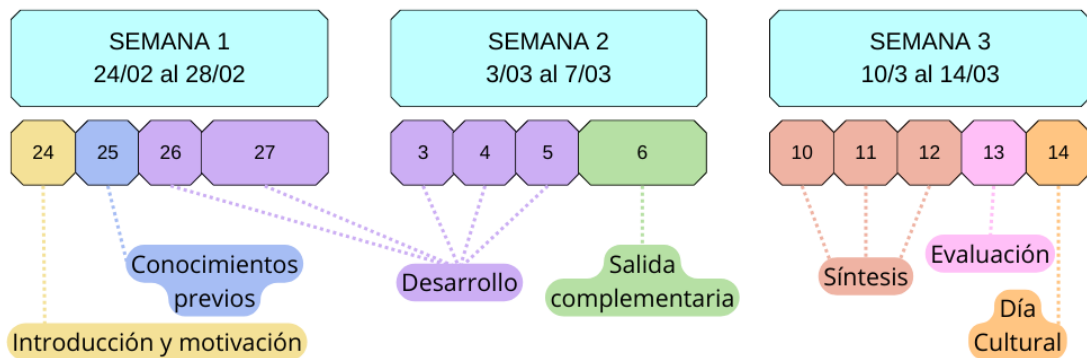 SEMANA 1
24/02 al 28/02
SEMANA 2
3/03 al 7/03
SEMANA 3
10/3 al 14/03
24 25 26 27
3 4 5 6
10 11 12 13 14
Conocimientos
previos
Introducción y motivación
Desarrollo
Salida
complementaria
Síntesis
Evaluación
Día
Cultural